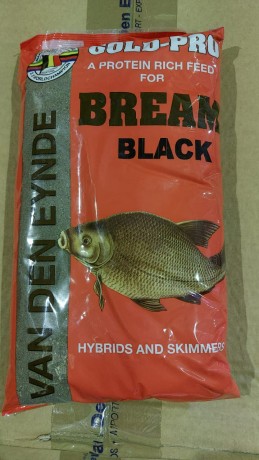 GOLD-PRO
A PROTEIN RICH FEED
FOR
BREAM
BLACK
VAN DEN EYNDE
HYBRIDS AND SKIMMERS